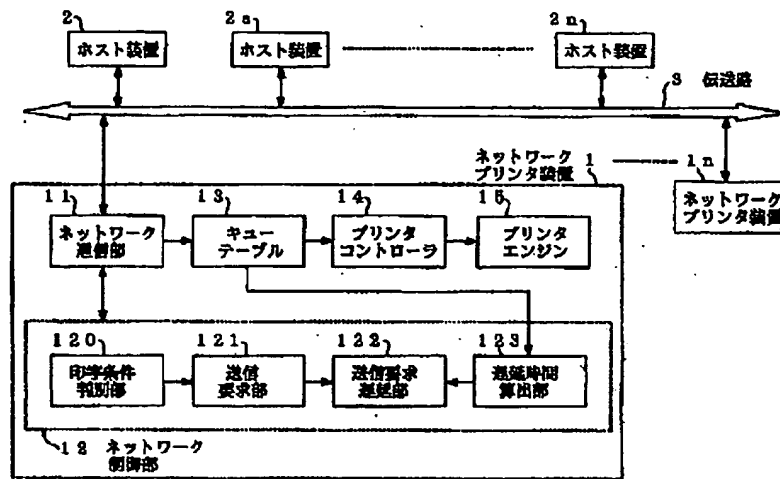 2 2a 2n
ホスト装置 ホスト装置 ホスト装置
3 伝送路
ネットワーク
プリンタ装置 1 1n
ネットワーク
プリンタ装置
11 13 14 15
ネットワーク
通信部
キュー
テーブル
プリンタ
コントローラ
プリンタ
エンジン
120 121 122 123
印字条件
判別部
送信
要求部
送信要求
遅延部
遅延時間
算出部
12 ネットワーク
制御部